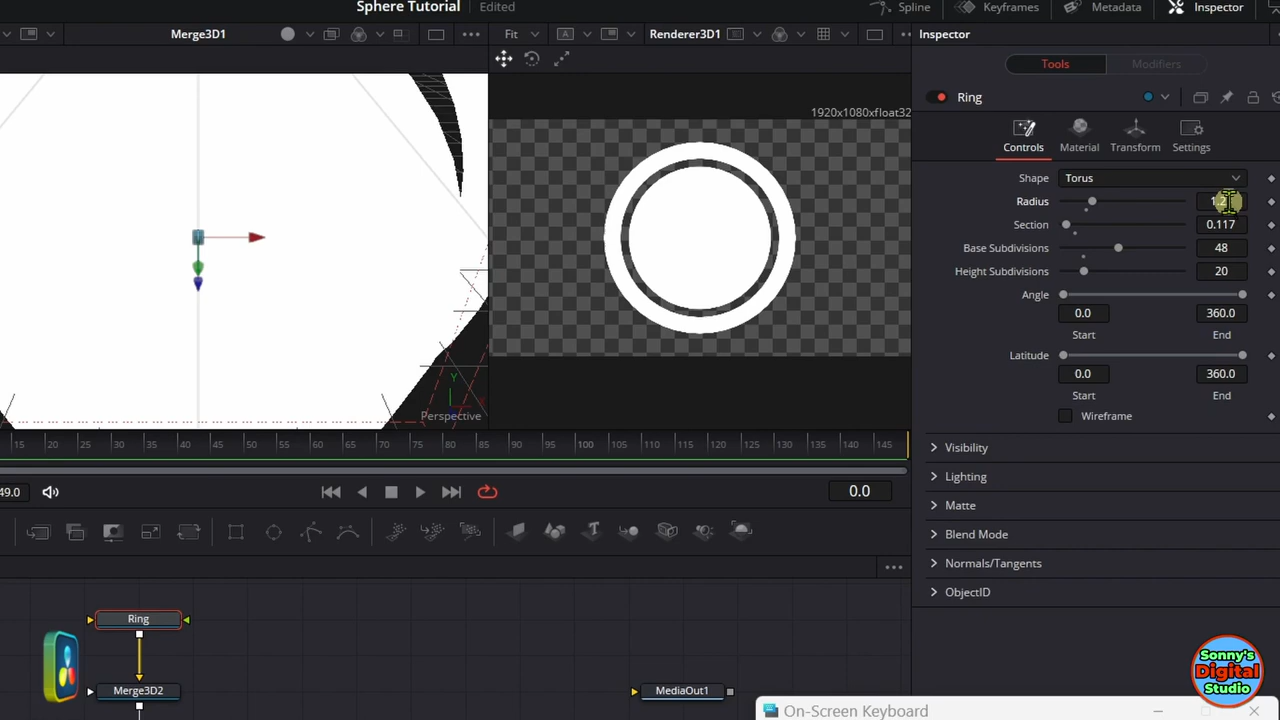 Sphere Tutorial Edited
Spline Keyframes Metadata Inspector
Merge3D1
Fit
A
Renderer3D1
Inspector
Tools
Modifiers
Ring
1920x1080xfloat32
Controls Material Transform Settings
Shape Torus
Radius
Section 0.117
Base Subdivisions 48
Height Subdivisions 20
Angle
0.0 360.0
Start End
Latitude
0.0 360.0
Start End
Y
Perspective
Wireframe
15 20 25 30 35 40 45 50 55 60 65 70 75 80 85 90 95 100 105 110 115 120 125 130 135 140 145
Visibility
Lighting
49.0
0.0
Matte
T
Blend Mode
Normals/Tangents
ObjectID
Ring
Merge3D2
MediaOut1
Sonny's
Digital
Studio
On-Screen Keyboard